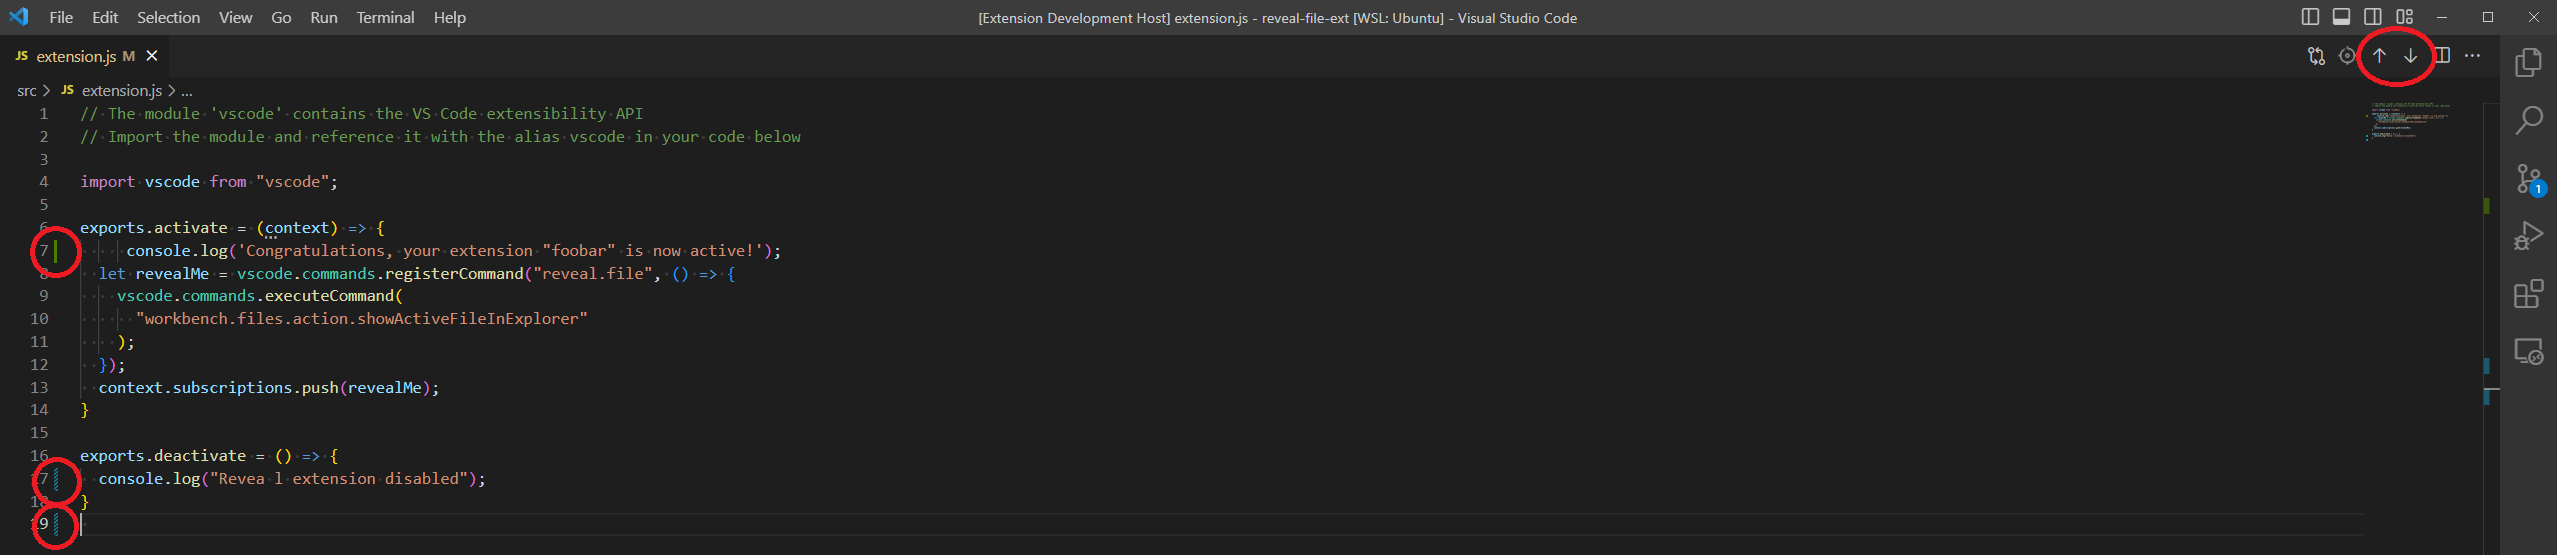 File Edit Selection View Go Run Terminal Help
[Extension Development Host] extension.js - reveal-file-ext [WSL: Ubuntu] - Visual Studio Code
JS extension.js M
src > JS extension.js > ...
1 // The module 'vscode' contains the VS Code extensibility API
2 // Import the module and reference it with the alias vscode in your code below
3
4 import vscode from "vscode";
5
6 exports.activate = (context) => {
7 console.log('Congratulations, your extension "foobar" is now active!');
8 let revealMe = vscode.commands.registerCommand("reveal.file", () => {
9 vscode.commands.executeCommand(
10 "workbench.files.action.showActiveFileInExplorer"
11 );
12 });
13 context.subscriptions.push(revealMe);
14 }
15
16 exports.deactivate = () => {
17 console.log("Revea l extension disabled");
18 }
19
1